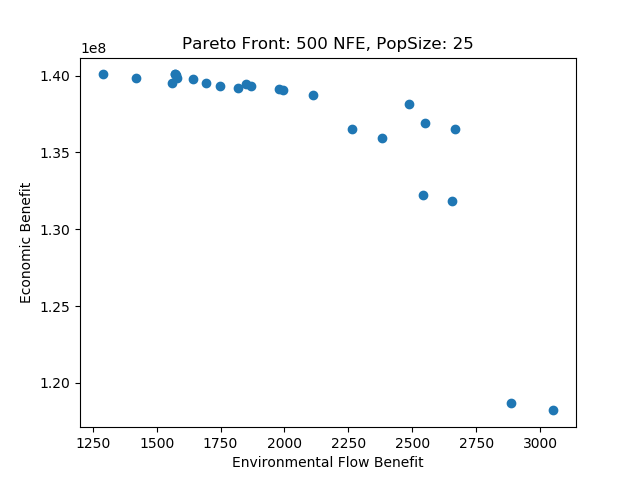 Pareto Front: 500 NFE, PopSize: 25
1e8
1.40
1.35
1.30
1.25
1.20
Economic Benefit
1250 1500 1750 2000 2250 2500 2750 3000
Environmental Flow Benefit